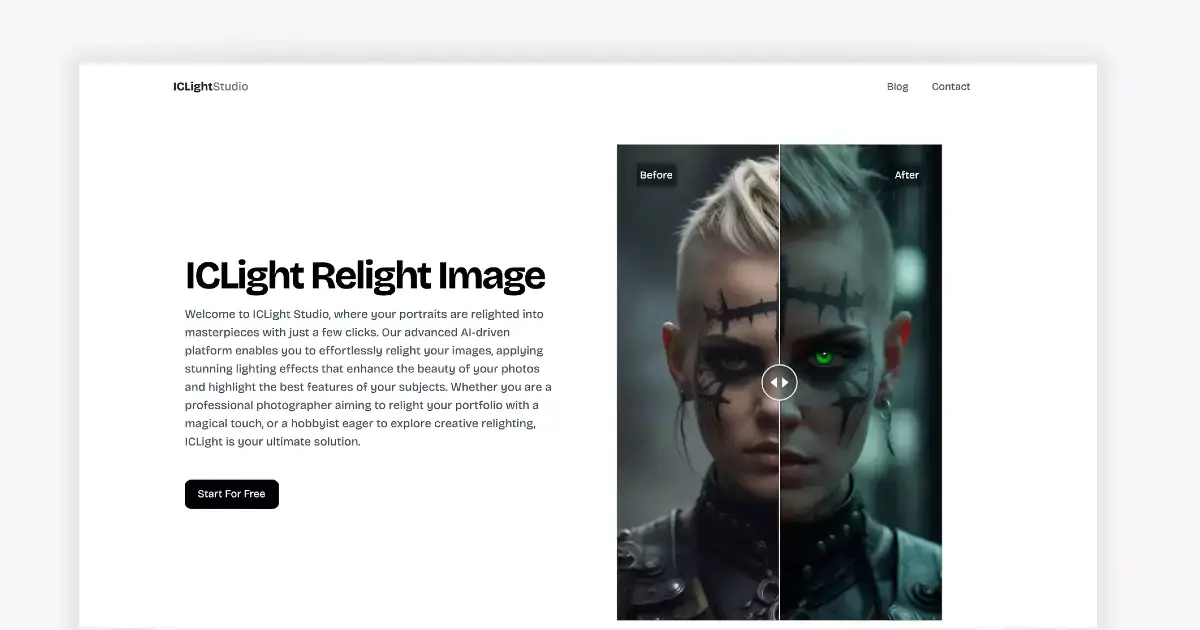 ICLightStudio
Blog Contact
Before
After
ICLight Relight Image
Welcome to ICLight Studio, where your portraits are relighted into
masterpieces with just a few clicks. Our advanced AI-driven
platform enables you to effortlessly relight your images, applying
stunning lighting effects that enhance the beauty of your photos
and highlight the best features of your subjects. Whether you are a
professional photographer aiming to relight your portfolio with a
magical touch, or a hobbyist eager to explore creative relighting,
ICLight is your ultimate solution.
Start For Free